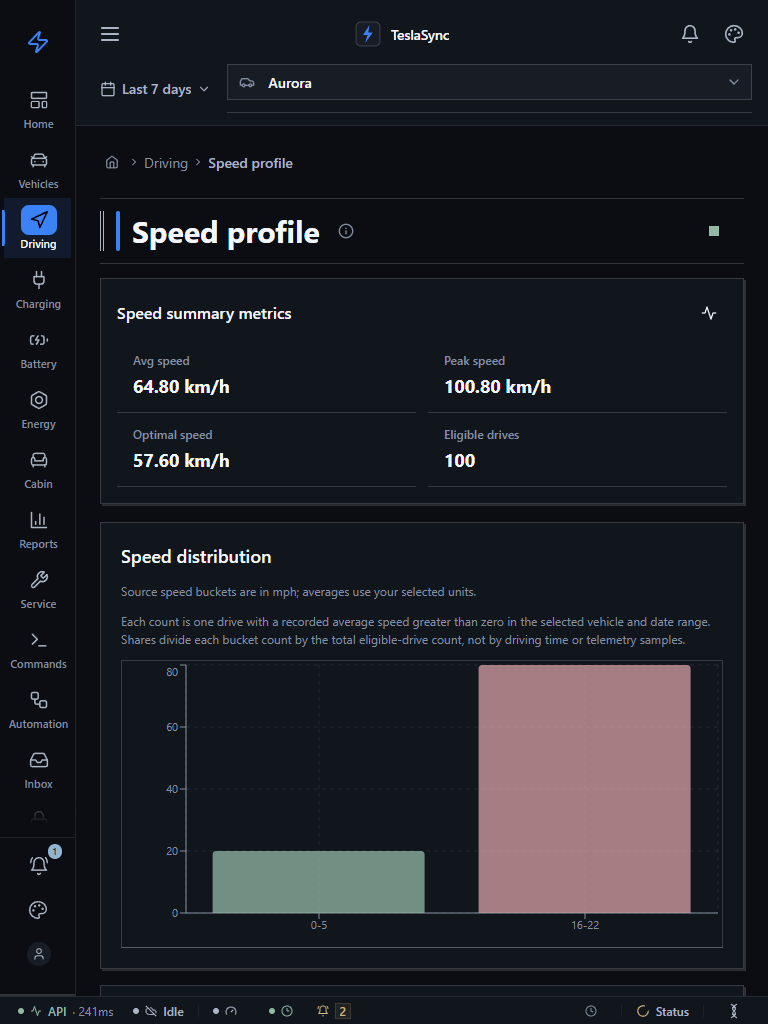 TeslaSync
Last 7 days
Aurora
Home
Vehicles
Driving
Charging
Battery
Energy
Cabin
Reports
Service
Commands
Automation
Inbox
1
Driving
Speed profile
Speed profile
Speed summary metrics
Avg speed
64.80 km/h
Peak speed
100.80 km/h
Optimal speed
57.60 km/h
Eligible drives
100
Speed distribution
Source speed buckets are in mph; averages use your selected units.
Each count is one drive with a recorded average speed greater than zero in the selected vehicle and date range.
Shares divide each bucket count by the total eligible-drive count, not by driving time or telemetry samples.
80
60
40
20
0
0-5
16-22
API · 241ms
Idle
2
Status